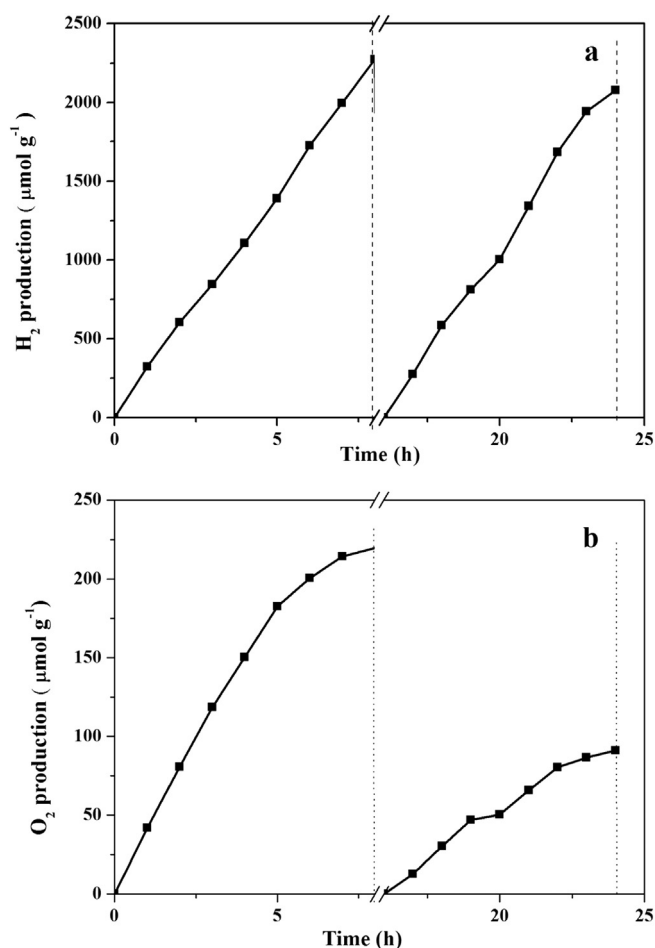 2500
2000
1500
1000
500
0
H₂ production ( μmol g⁻¹)
a
0 5 20 25
Time (h)
250
200
150
100
50
0
O₂ production ( μmol g⁻¹)
b
0 5 20 25
Time (h)